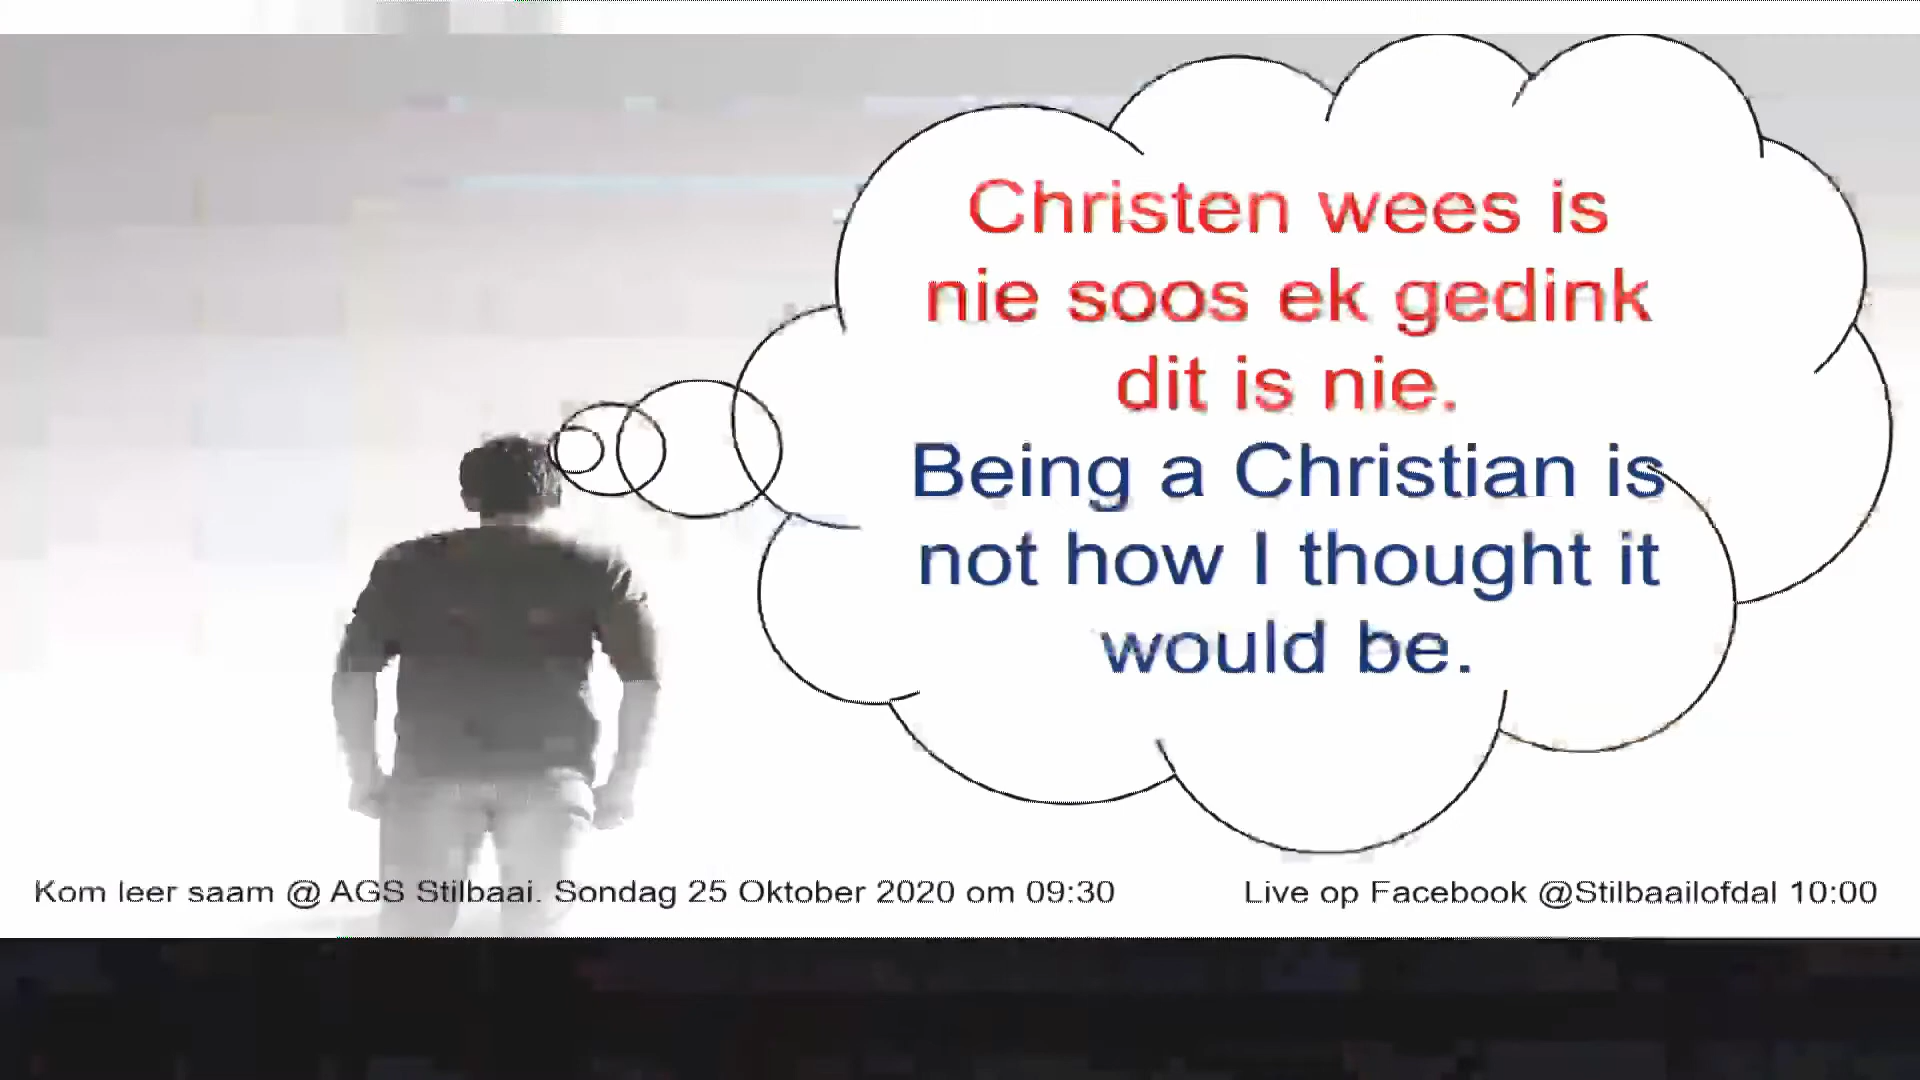 Christen wees is
nie soos ek gedink
dit is nie.
Being a Christian is
not how I thought it
would be.
Kom leer saam @ AGS Stilbaai. Sondag 25 Oktober 2020 om 09:30
Live op Facebook @Stilbaailofdal 10:00